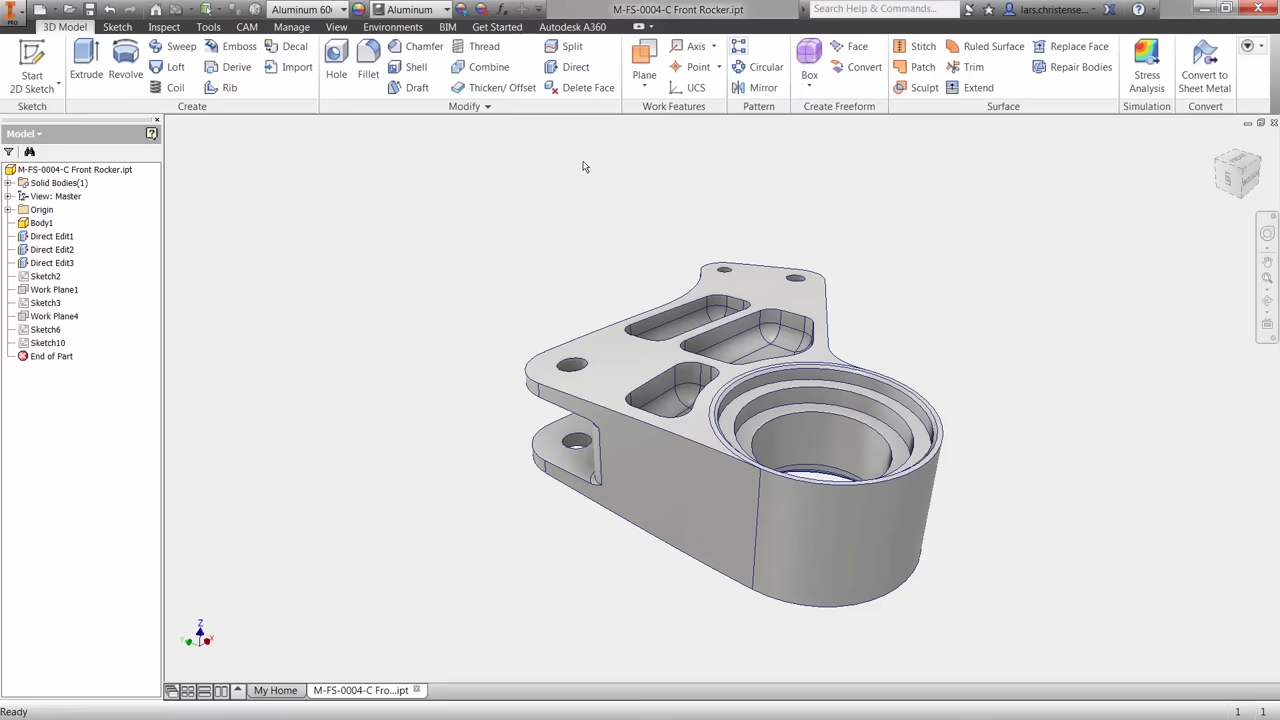 PRO
Aluminum 60
Aluminum
M-FS-0004-C Front Rocker.ipt
Search Help & Commands...
lars.christense...
3D Model
Sketch
Inspect
Tools
CAM
Manage
View
Environments
BIM
Get Started
Autodesk A360
Start
2D Sketch
Extrude
Revolve
Sweep
Loft
Coil
Emboss
Derive
Rib
Decal
Import
Hole
Fillet
Chamfer
Shell
Draft
Thread
Combine
Thicken/ Offset
Split
Direct
Delete Face
Plane
Axis
Point
UCS
Circular
Mirror
Box
Face
Convert
Stitch
Patch
Sculpt
Ruled Surface
Trim
Extend
Replace Face
Repair Bodies
Stress
Analysis
Convert to
Sheet Metal
Sketch
Create
Modify
Work Features
Pattern
Create Freeform
Surface
Simulation
Convert
Model
M-FS-0004-C Front Rocker.ipt
Solid Bodies(1)
View: Master
Origin
Body1
Direct Edit1
Direct Edit2
Direct Edit3
Sketch2
Work Plane1
Sketch3
Work Plane4
Sketch6
Sketch10
End of Part
Z
Y
X
My Home
M-FS-0004-C Fro...ipt
Ready
1
1